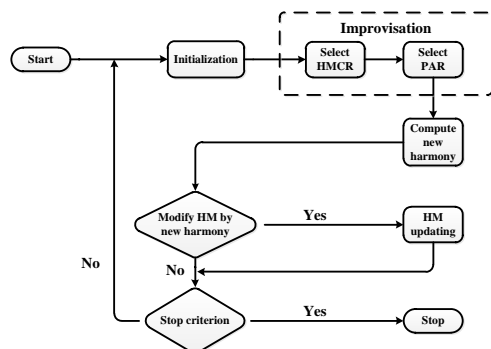 Improvisation
Start
Initialization
Select
HMCR
Select
PAR
Compute
new
harmony
Modify HM by
new harmony
Yes
HM
updating
No
No
Stop criterion
Yes
Stop